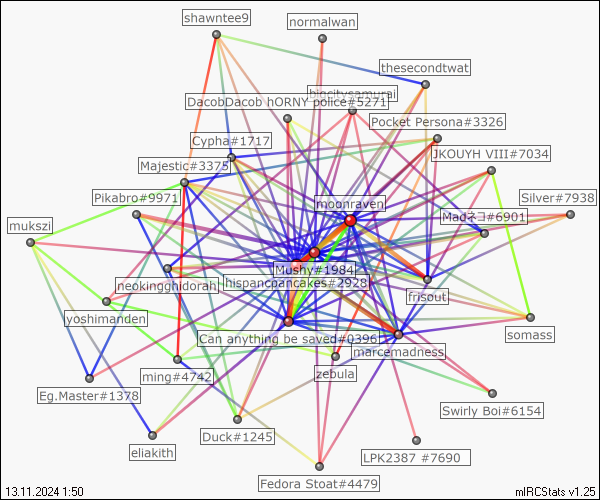 shawntee9
normalwan
thesecondtwat
bigcitysamurai
DacobDacob hORNY police#5271
Pocket Persona#3326
Cypha#1717
JKOUYH VIII#7034
Majestic#3375
Pikabro#9971
moonraven
Silver#7938
Madネコ#6901
mukszi
Mushy#1984
neokingghidorah
hispancpancakes#2928
frisout
yoshimanden
somass
Can anything be saved#0396
marcemadness
ming#4742
zebula
Eg.Master#1378
Swirly Boi#6154
Duck#1245
eliakith
LPK2387 #7690
Fedora Stoat#4479
13.11.2024 1:50
mIRCStats v1.25